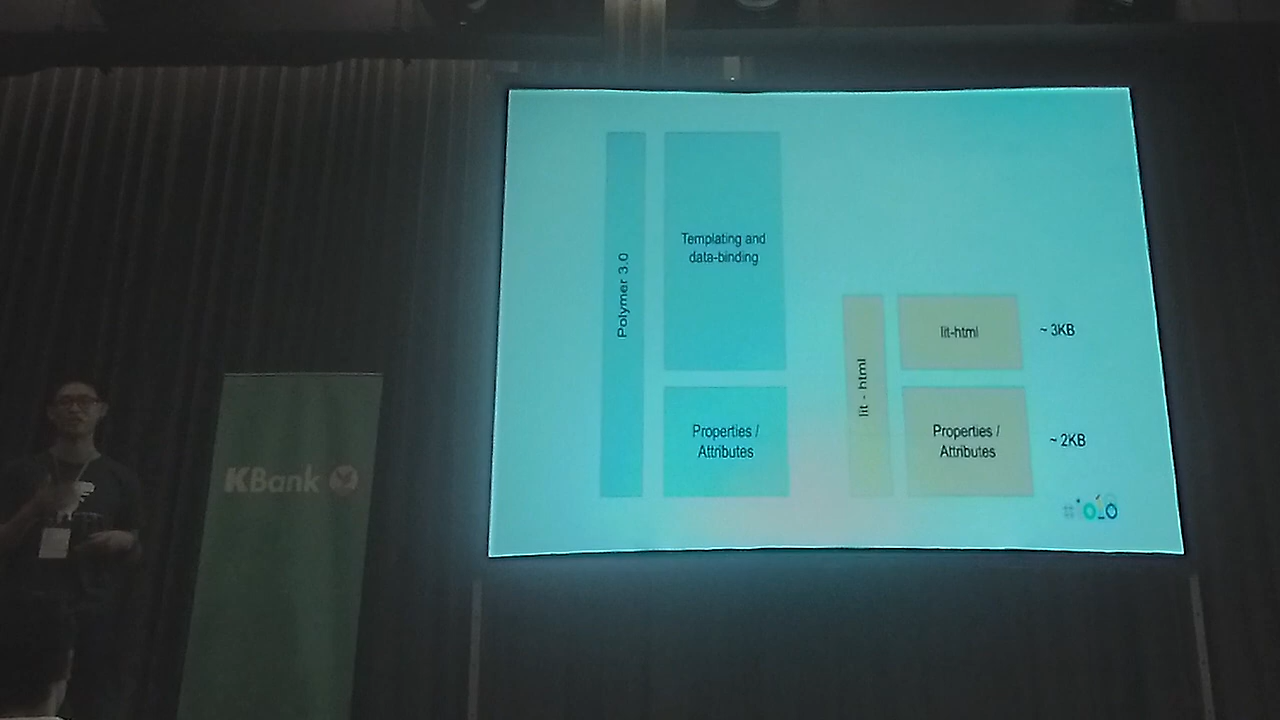 Polymer 3.0
Templating and
data-binding
Properties /
Attributes
lit - html
lit-html
~ 3KB
Properties /
Attributes
~ 2KB
KBank